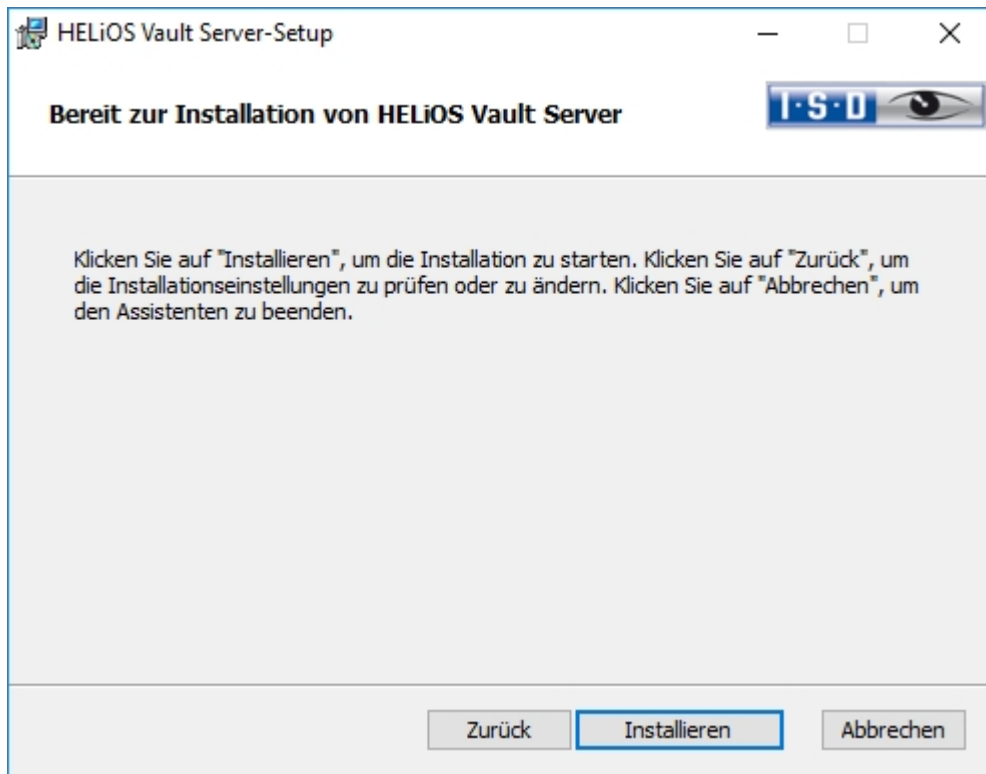 HELiOS Vault Server-Setup
Bereit zur Installation von HELiOS Vault Server
I·S·D
Klicken Sie auf "Installieren", um die Installation zu starten. Klicken Sie auf "Zurück", um
die Installationseinstellungen zu prüfen oder zu ändern. Klicken Sie auf "Abbrechen", um
den Assistenten zu beenden.
Zurück
Installieren
Abbrechen